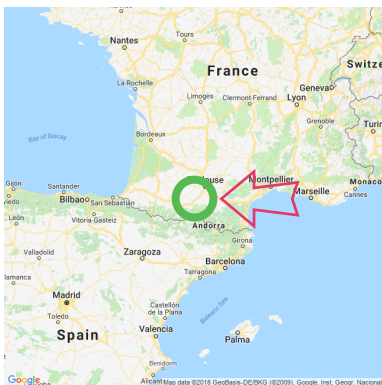 Nantes
Tours
France
Switze
La Rochelle
Geneva
Limoges
Clermont-Ferrand
Lyon
Bay of Biscay
Bordeaux
Grenoble
Turin
Montpellier
Monaco
Gijón
Santander
Bilbao
San Sebastián
Marseille
Cannes
León
Vitoria-Gasteiz
Andorra
Girona
Valladolid
Zaragoza
Barcelona
Tarragona
Madrid
Castellón
de la Plana
Balearic Sea
Toledo
Spain
Valencia
Palma
Benidorm
Google
Alicant
Map data ©2018 GeoBasis-DE/BKG (©2009), Google, Inst. Geogr. Nacional